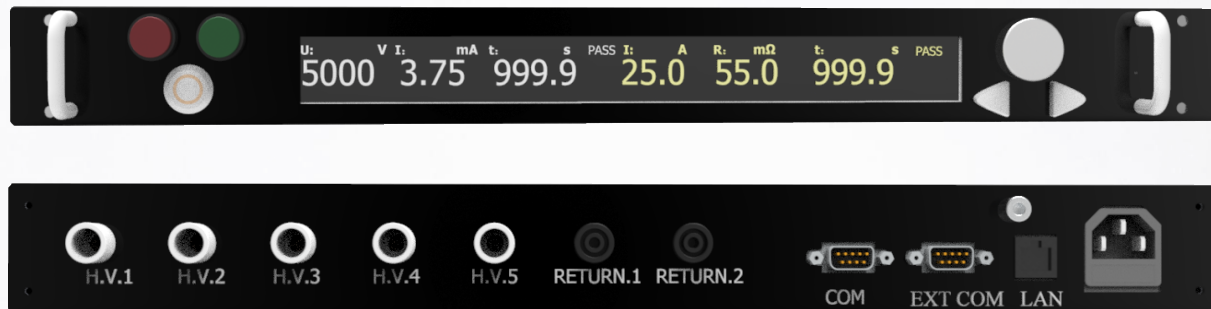 U: V I: mA t: s PASS I: A R: mΩ t: s PASS
5000 3.75 999.9 25.0 55.0 999.9
H.V.1 H.V.2 H.V.3 H.V.4 H.V.5 RETURN.1 RETURN.2
COM EXT COM LAN